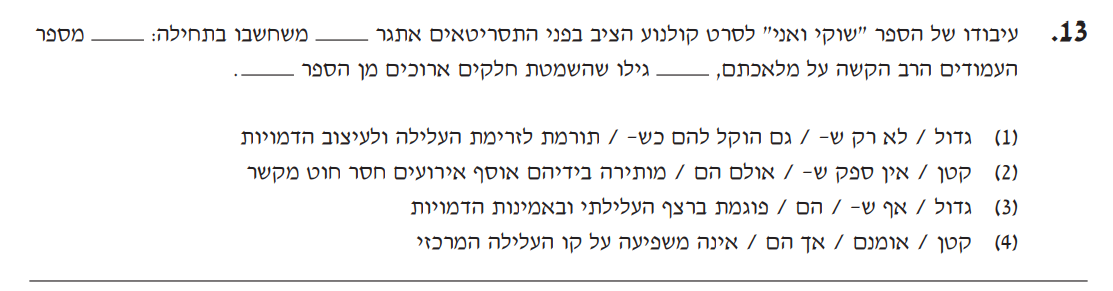 13. עיבודו של הספר "שוקי ואני" לסרט קולנוע הציב בפני התסריטאים אתגר _____ משחשבו בתחילה: _____ מספר
העמודים הרב הקשה על מלאכתם, _____ גילו שהשמטת חלקים ארוכים מן הספר _____.
(1) גדול / לא רק ש- / גם הוקל להם כש- / תורמת לזרימת העלילה ולעיצוב הדמויות
(2) קטן / אין ספק ש- / אולם הם / מותירה בידיהם אוסף אירועים חסר חוט מקשר
(3) גדול / אף ש- / הם / פוגמת ברצף העלילתי ובאמינות הדמויות
(4) קטן / אומנם / אך הם / אינה משפיעה על קו העלילה המרכזי